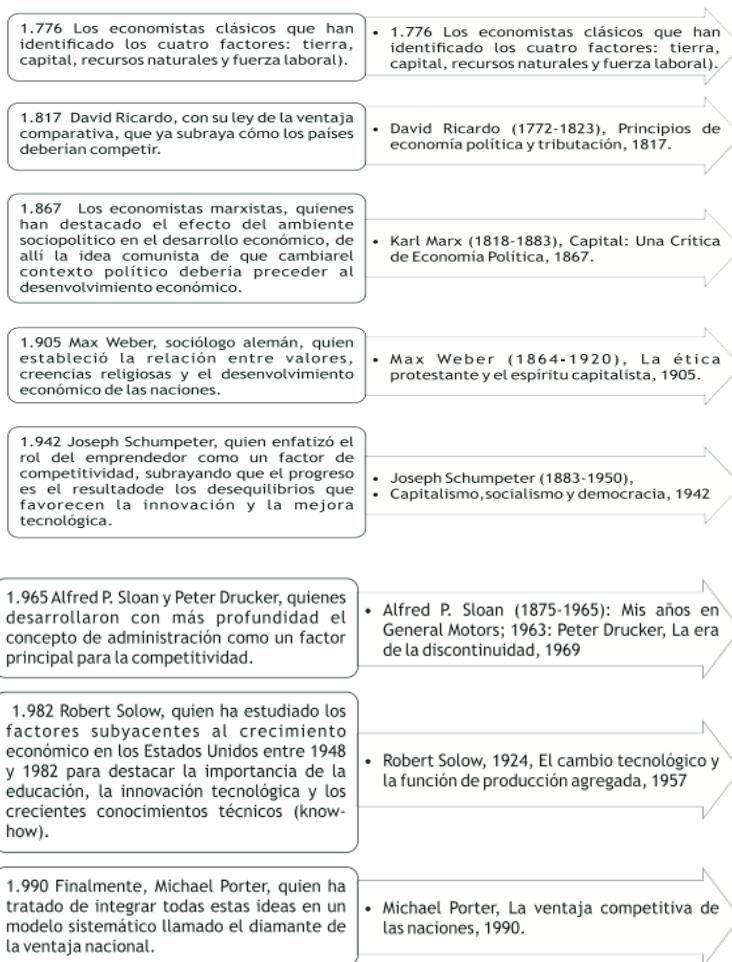 1.776 Los economistas clásicos que han
identificado los cuatro factores: tierra,
capital, recursos naturales y fuerza laboral).
• 1.776 Los economistas clásicos que han
identificado los cuatro factores: tierra,
capital, recursos naturales y fuerza laboral).
1.817 David Ricardo, con su ley de la ventaja
comparativa, que ya subraya cómo los países
deberían competir.
• David Ricardo (1772-1823), Principios de
economía política y tributación, 1817.
1.867 Los economistas marxistas, quienes
han destacado el efecto del ambiente
sociopolítico en el desarrollo económico, de
allí la idea comunista de que cambiarel
contexto político debería preceder al
desenvolvimiento económico.
• Karl Marx (1818-1883), Capital: Una Crítica
de Economía Política, 1867.
1.905 Max Weber, sociólogo alemán, quien
estableció la relación entre valores,
creencias religiosas y el desenvolvimiento
económico de las naciones.
• Max Weber (1864-1920), La ética
protestante y el espíritu capitalista, 1905.
1.942 Joseph Schumpeter, quien enfatizó el
rol del emprendedor como un factor de
competitividad, subrayando que el progreso
es el resultadode los desequilibrios que
favorecen la innovación y la mejora
tecnológica.
• Joseph Schumpeter (1883-1950),
• Capitalismo,socialismo y democracia, 1942
1.965 Alfred P. Sloan y Peter Drucker, quienes
desarrollaron con más profundidad el
concepto de administración como un factor
principal para la competitividad.
• Alfred P. Sloan (1875-1965): Mis años en
General Motors; 1963: Peter Drucker, La era
de la discontinuidad, 1969
1.982 Robert Solow, quien ha estudiado los
factores subyacentes al crecimiento
económico en los Estados Unidos entre 1948
y 1982 para destacar la importancia de la
educación, la innovación tecnológica y los
crecientes conocimientos técnicos (know-
how).
• Robert Solow, 1924, El cambio tecnológico y
la función de producción agregada, 1957
1.990 Finalmente, Michael Porter, quien ha
tratado de integrar todas estas ideas en un
modelo sistemático llamado el diamante de
la ventaja nacional.
• Michael Porter, La ventaja competitiva de
las naciones, 1990.